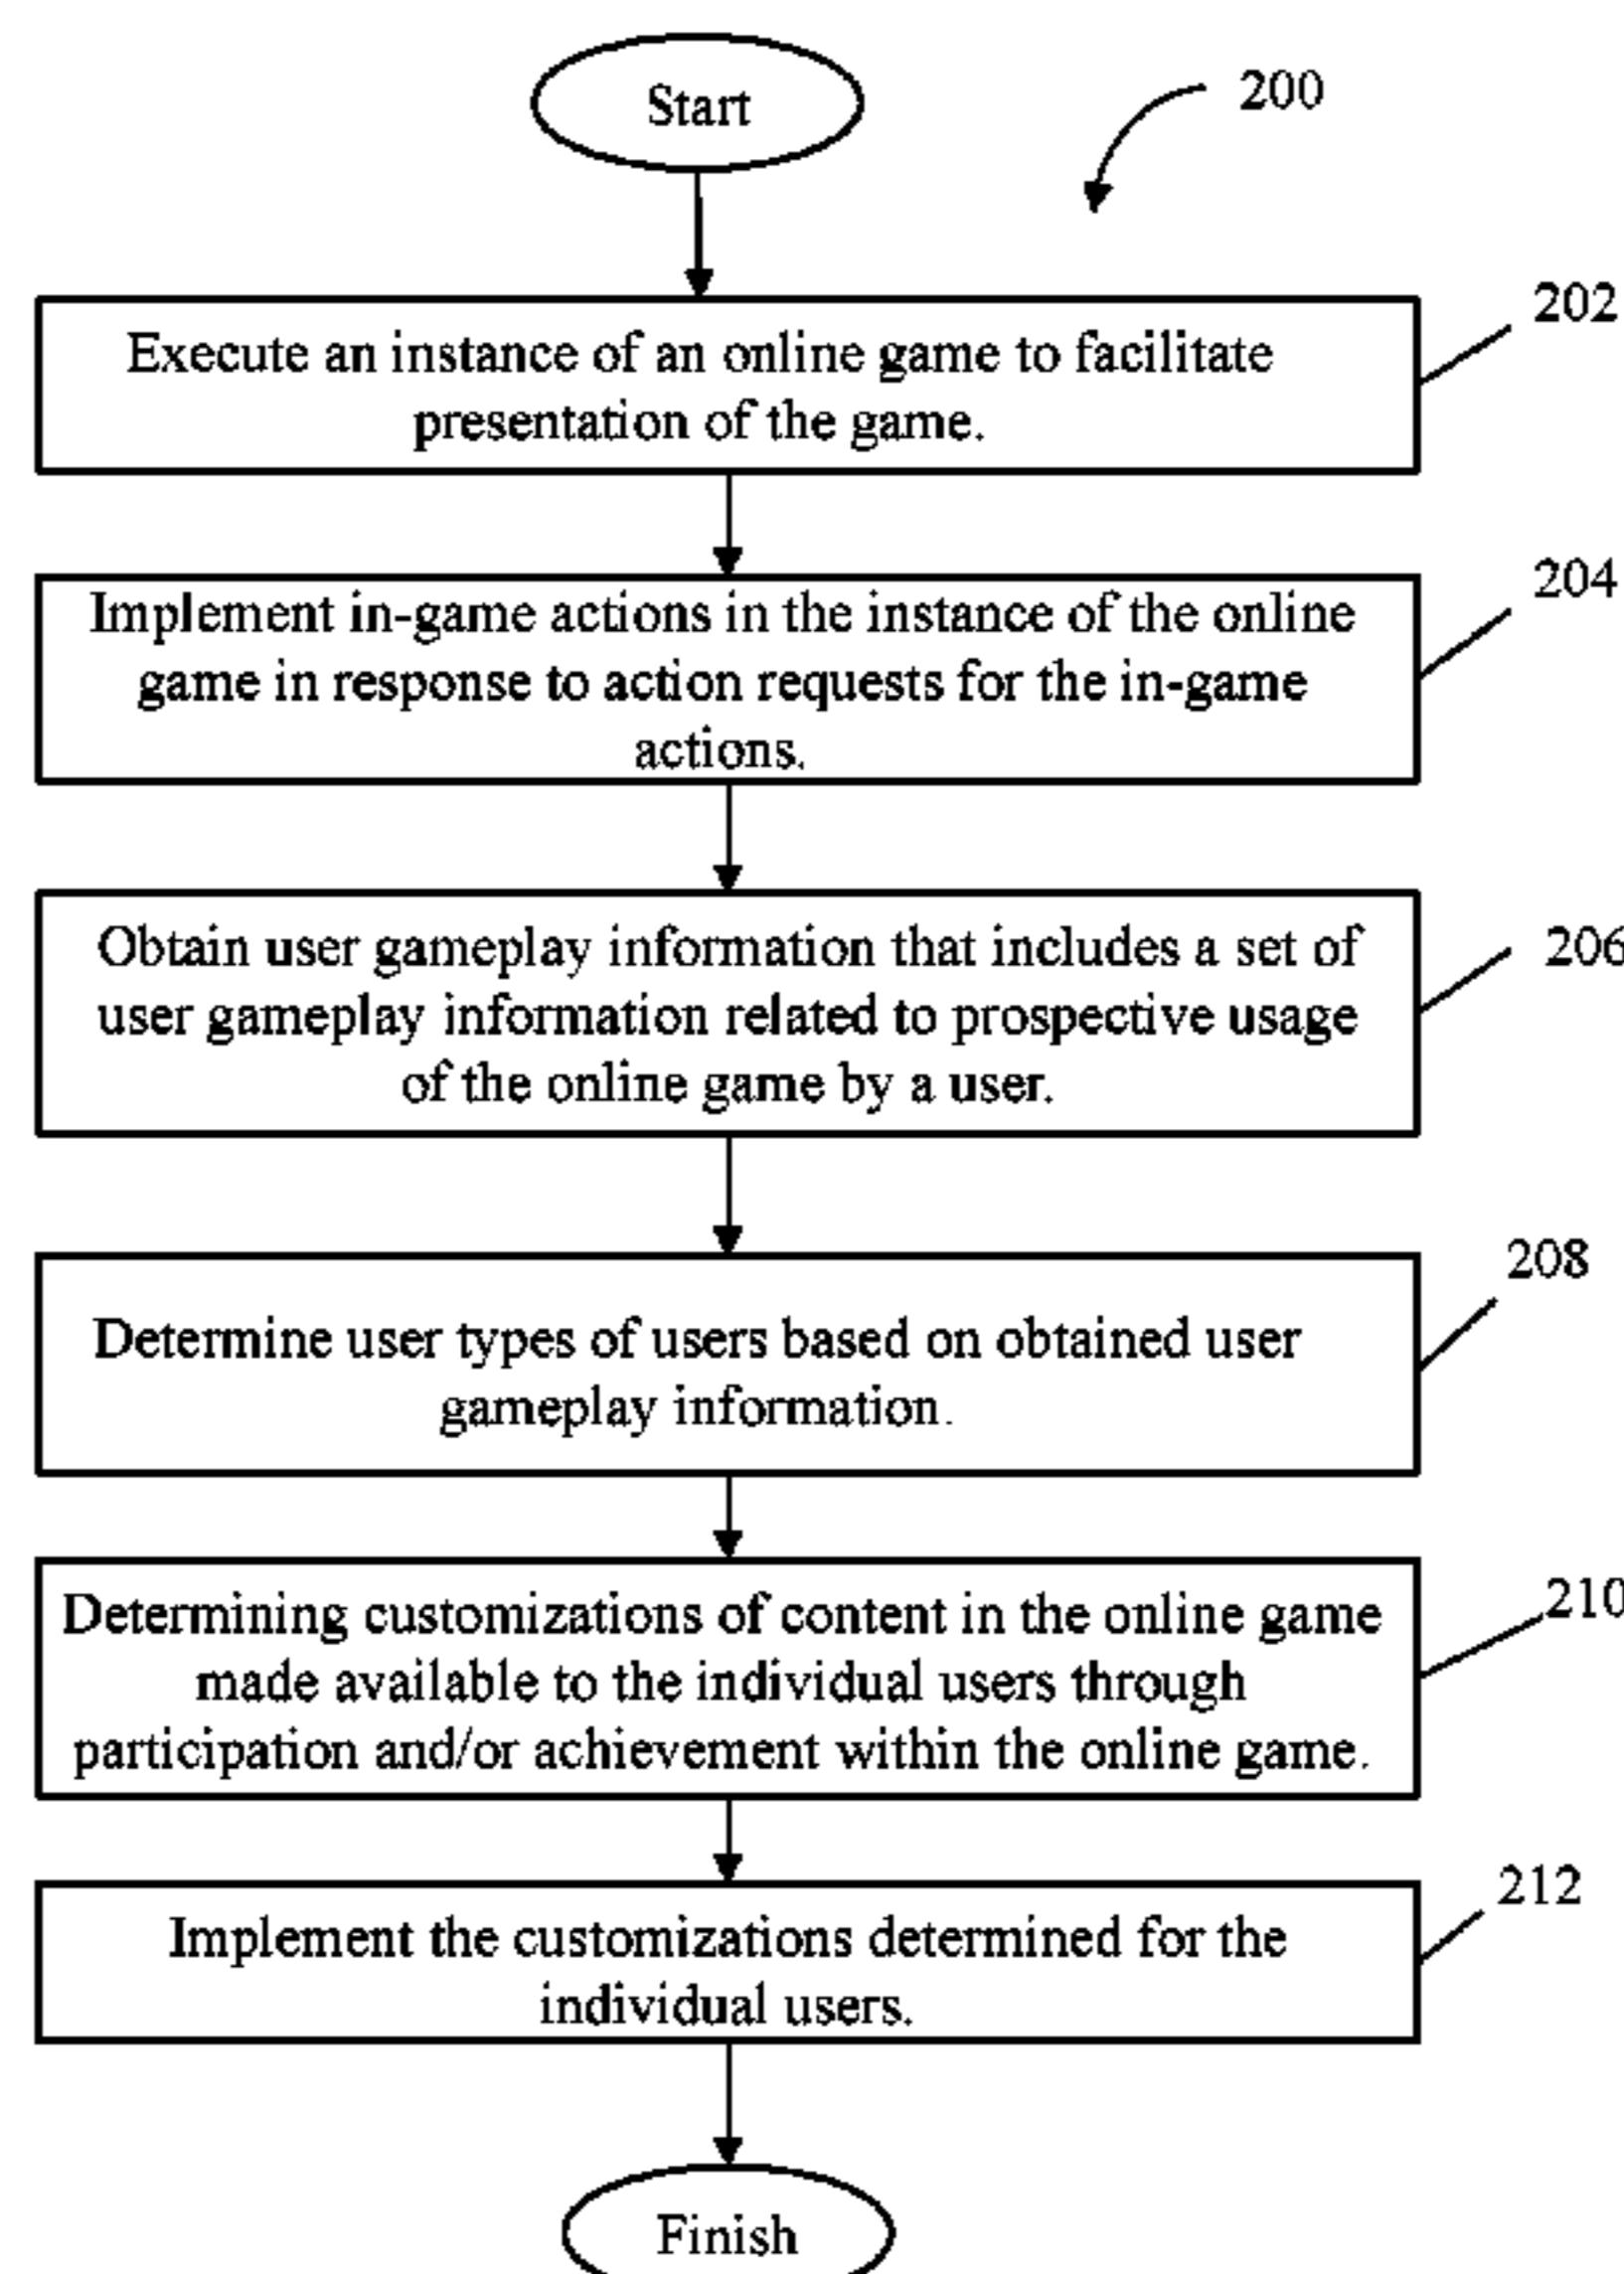 Start
200
Execute an instance of an online game to facilitate
presentation of the game.
202
Implement in-game actions in the instance of the online
game in response to action requests for the in-game
actions.
204
Obtain user gameplay information that includes a set of
user gameplay information related to prospective usage
of the online game by a user.
206
Determine user types of users based on obtained user
gameplay information.
208
Determining customizations of content in the online game
made available to the individual users through
participation and/or achievement within the online game.
210
Implement the customizations determined for the
individual users.
212
Finish